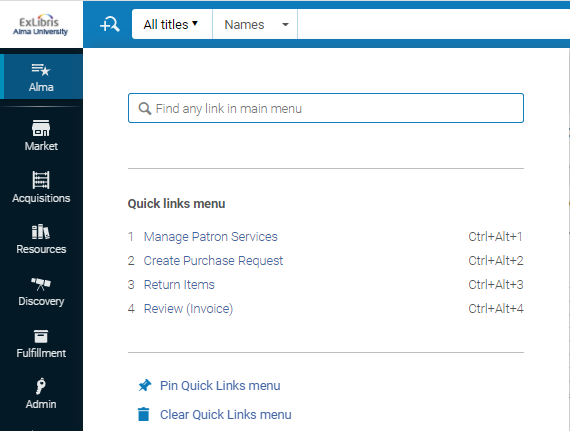 ExLibris
Alma University
All titles
Names
Alma
Market
Acquisitions
Resources
Discovery
Fulfillment
Admin
Find any link in main menu
Quick links menu
1 Manage Patron Services Ctrl+Alt+1
2 Create Purchase Request Ctrl+Alt+2
3 Return Items Ctrl+Alt+3
4 Review (Invoice) Ctrl+Alt+4
Pin Quick Links menu
Clear Quick Links menu